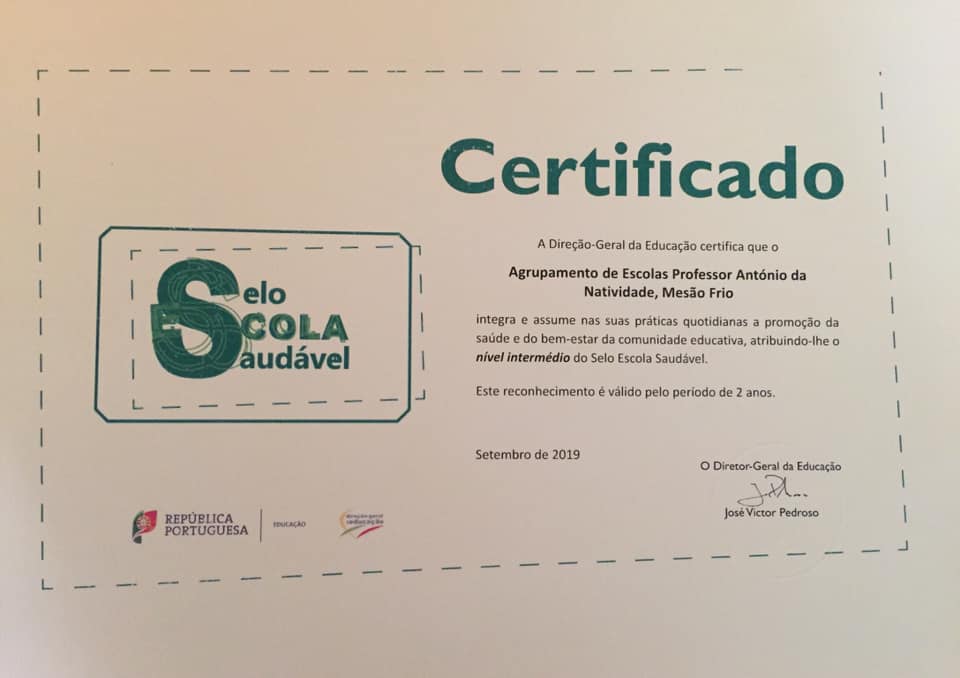 Certificado
A Direção-Geral da Educação certifica que o
Agrupamento de Escolas Professor António da
Natividade, Mesão Frio
integra e assume nas suas práticas quotidianas a promoção da
saúde e do bem-estar da comunidade educativa, atribuindo-lhe o
nível intermédio do Selo Escola Saudável.
Este reconhecimento é válido pelo período de 2 anos.
Selo
ESCOLA
Saudável
Setembro de 2019
O Diretor-Geral da Educação
José Victor Pedroso
REPÚBLICA
PORTUGUESA
EDUCAÇÃO
direção-geral